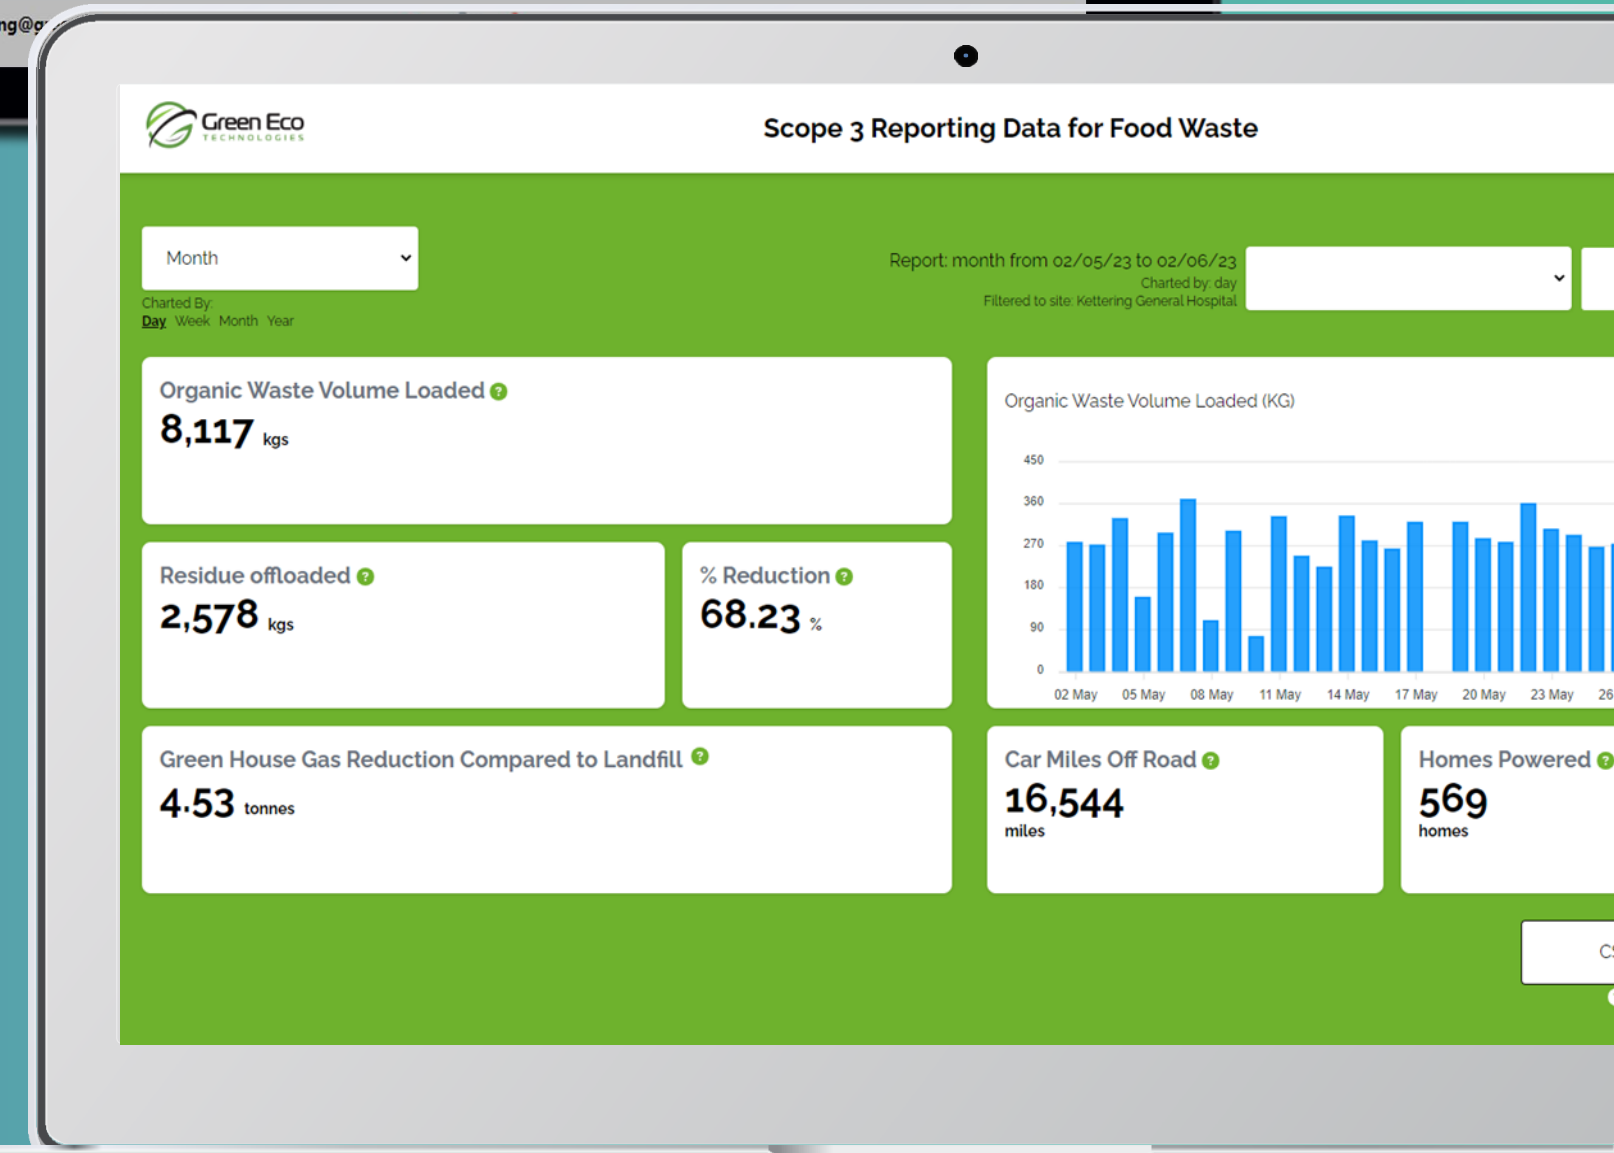 Green Eco
TECHNOLOGIES
Scope 3 Reporting Data for Food Waste
Month
Charted By:
Day Week Month Year
Report: month from 02/05/23 to 02/06/23
Charted by: day
Filtered to site: Kettering General Hospital
Organic Waste Volume Loaded ?
8,117 kgs
Residue offloaded ?
2,578 kgs
% Reduction ?
68.23 %
Organic Waste Volume Loaded (KG)
450
360
270
180
90
0
02 May 05 May 08 May 11 May 14 May 17 May 20 May 23 May 26
Green House Gas Reduction Compared to Landfill ?
4.53 tonnes
Car Miles Off Road ?
16,544
miles
Homes Powered ?
569
homes